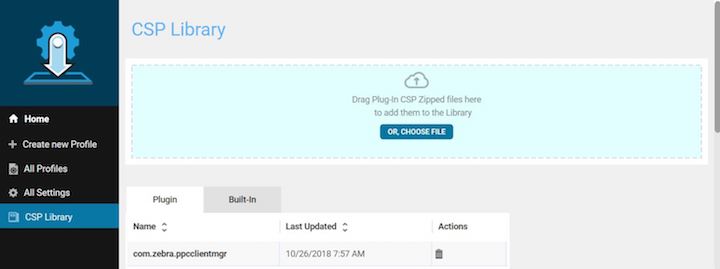 CSP Library
Home
Create new Profile
All Profiles
All Settings
CSP Library
Drag Plug-In CSP Zipped files here
to add them to the Library
OR, CHOOSE FILE
Plugin Built-In
Name Last Updated Actions
com.zebra.ppcclientmgr 10/26/2018 7:57 AM